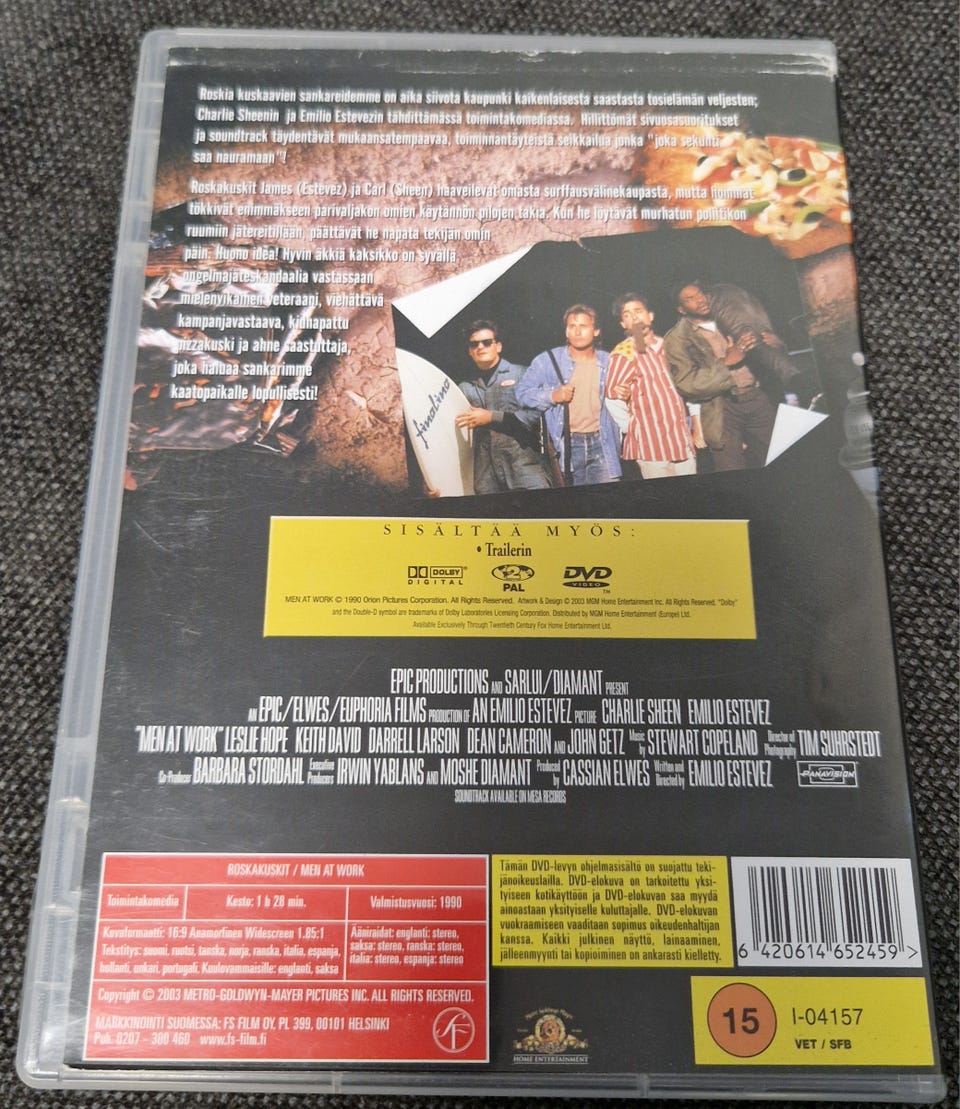 Roskia kuskaavien sankareidemme on aika siivota kaupunki kaikenlaisesta saastasta tosielämän veljesten;
Charlie Sheenin ja Emilio Estevezin tähdittämässä toimintakomediassa. Hillittömät sivuosasuoritukset
ja soundtrack täydentävät mukaansatempaavaa, toiminnantäyteistä seikkailua jonka "joka sekunti
saa nauramaan"!
Roskakuskit James (Estevez) ja Carl (Sheen) haaveilevat omasta surffausvälinekaupasta, mutta hommat
tökkivät enimmäkseen parivaljakon omien käytännön pilojen takia. Kun he löytävät murhatun poliitikon
ruumiin jätereitillään, päättävät he napata tekijän omin
päin. Huono idea! Hyvin äkkiä kaksikko on syvällä
ongelmajäteskandaalia vastassaan
mielenvikainen veteraani, viehättävä
kampanjavastaava, kidnapattu
pizzakuski ja ahne saastuttaja,
joka haluaa sankarimme
kaatopaikalle lopullisesti!
SISÄLTÄÄ MYÖS:
• Trailerin
DOLBY DIGITAL
2 PAL
DVD VIDEO TM
MEN AT WORK © 1990 Orion Pictures Corporation. All Rights Reserved. Artwork & Design © 2003 MGM Home Entertainment Inc. All Rights Reserved. "Dolby"
and the Double-D symbol are trademarks of Dolby Laboratories Licensing Corporation. Distributed by MGM Home Entertainment (Europe) Ltd.
Available Exclusively Through Twentieth Century Fox Home Entertainment Ltd.
EPIC PRODUCTIONS AND SARLUI/DIAMANT PRESENT
AN EPIC/ELWES/EUPHORIA FILMS PRODUCTION OF AN EMILIO ESTEVEZ PICTURE CHARLIE SHEEN EMILIO ESTEVEZ
"MEN AT WORK" LESLIE HOPE KEITH DAVID DARRELL LARSON DEAN CAMERON AND JOHN GETZ Music by STEWART COPELAND Director of Photography TIM SUHRSTEDT
Co-Producer BARBARA STORDAHL Executive Producers IRWIN YABLANS AND MOSHE DIAMANT Produced by CASSIAN ELWES Written and Directed by EMILIO ESTEVEZ PANAVISION
SOUNDTRACK AVAILABLE ON MESA RECORDS
ROSKAKUSKIT / MEN AT WORK
Toimintakomedia Kesto: 1 h 28 min. Valmistusvuosi: 1990
Kuvaformaatti: 16:9 Anamorfinen Widescreen 1.85:1
Tekstitys: suomi, ruotsi, tanska, norja, ranska, italia, espanja,
hollanti, unkari, portugali. Kuulovammaisille: englanti, saksa
Ääniraidat: englanti: stereo,
saksa: stereo, ranska: stereo,
italia: stereo, espanja: stereo
Copyright © 2003 METRO-GOLDWYN-MAYER PICTURES INC. ALL RIGHTS RESERVED.
MARKKINOINTI SUOMESSA: FS FILM OY. PL 399, 00101 HELSINKI
Puh. 0207 - 300 460 www.fs-film.fi
Tämän DVD-levyn ohjelmasisältö on suojattu teki-
jänoikeuslailla. DVD-elokuva on tarkoitettu yksi-
tyiseen kotikäyttöön ja DVD-elokuvan saa myydä
ainoastaan yksityiselle kuluttajalle. DVD-elokuvan
vuokraamiseen vaaditaan sopimus oikeudenhaltijan
kanssa. Kaikki julkinen näyttö, lainaaminen,
jälleenmyynti tai kopioiminen on ankarasti kielletty.
6 420614 652459 >
HOME ENTERTAINMENT
15 I-04157
VET / SFB